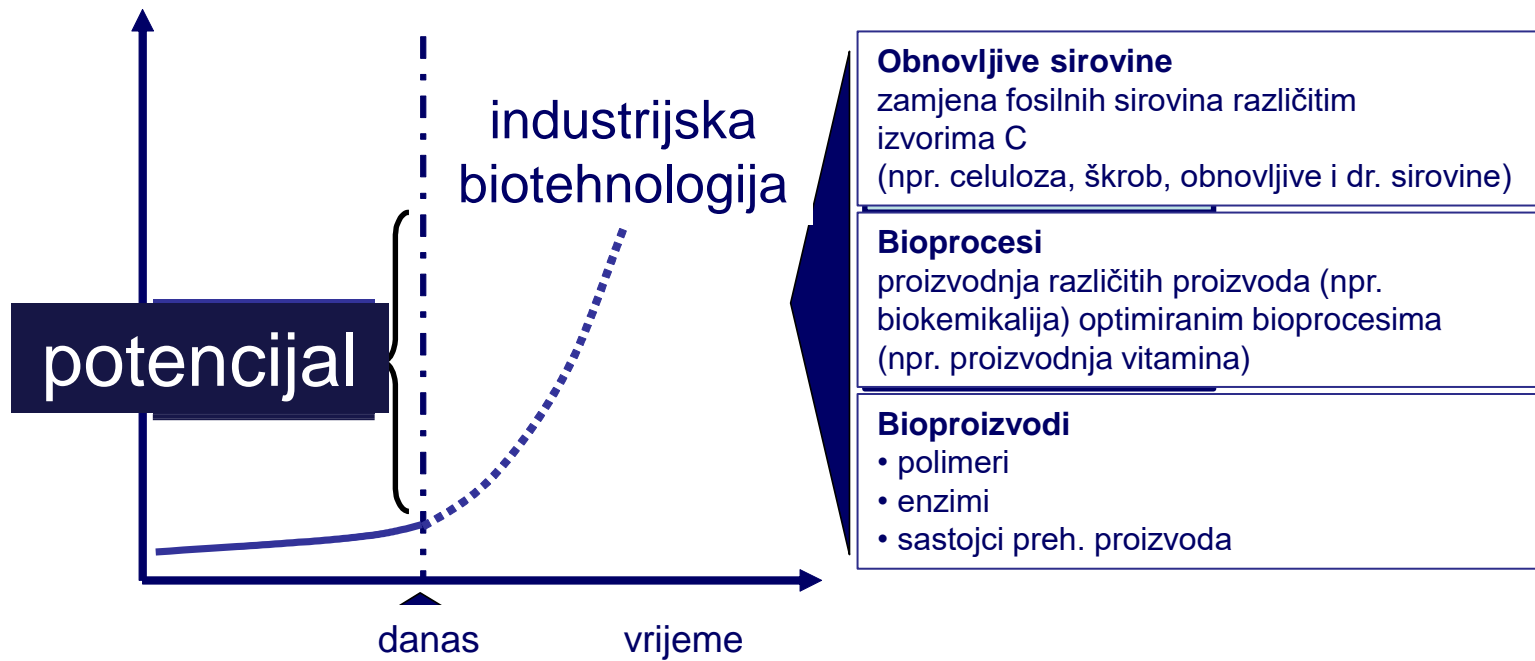 industrijska
biotehnologija
potencijal
danas
vrijeme
Obnovljive sirovine
zamjena fosilnih sirovina različitim
izvorima C
(npr. celuloza, škrob, obnovljive i dr. sirovine)
Bioprocesi
proizvodnja različitih proizvoda (npr.
biokemikalija) optimiranim bioprocesima
(npr. proizvodnja vitamina)
Bioproizvodi
• polimeri
• enzimi
• sastojci preh. proizvoda